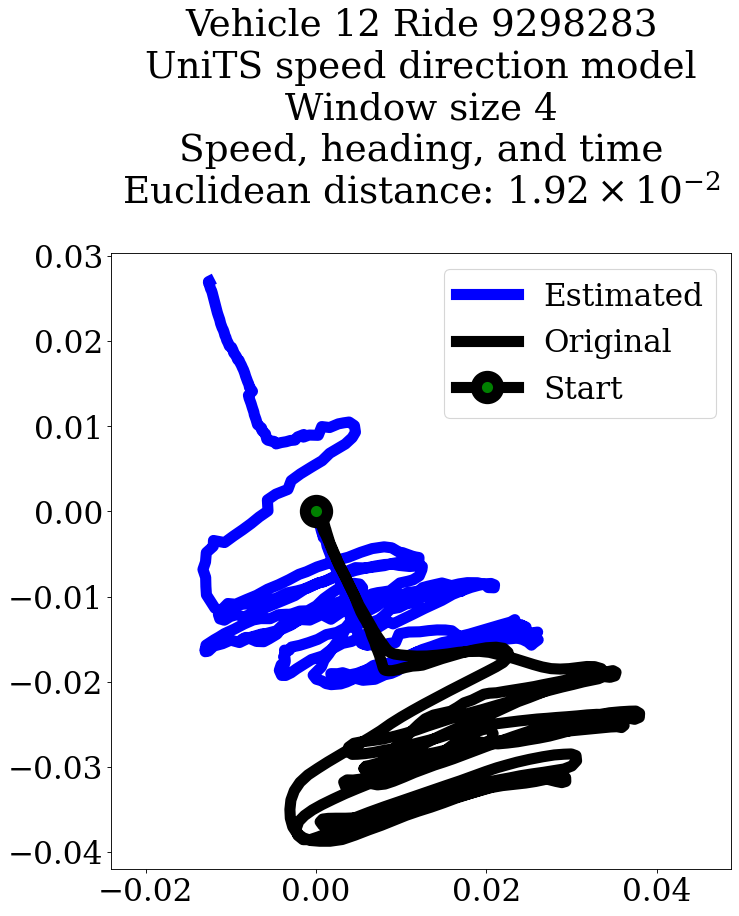 Vehicle 12 Ride 9298283
UniTS speed direction model
Window size 4
Speed, heading, and time
Euclidean distance: 1.92 × 10⁻²
Estimated
Original
Start
0.03
0.02
0.01
0.00
−0.01
−0.02
−0.03
−0.04
−0.02
0.00
0.02
0.04